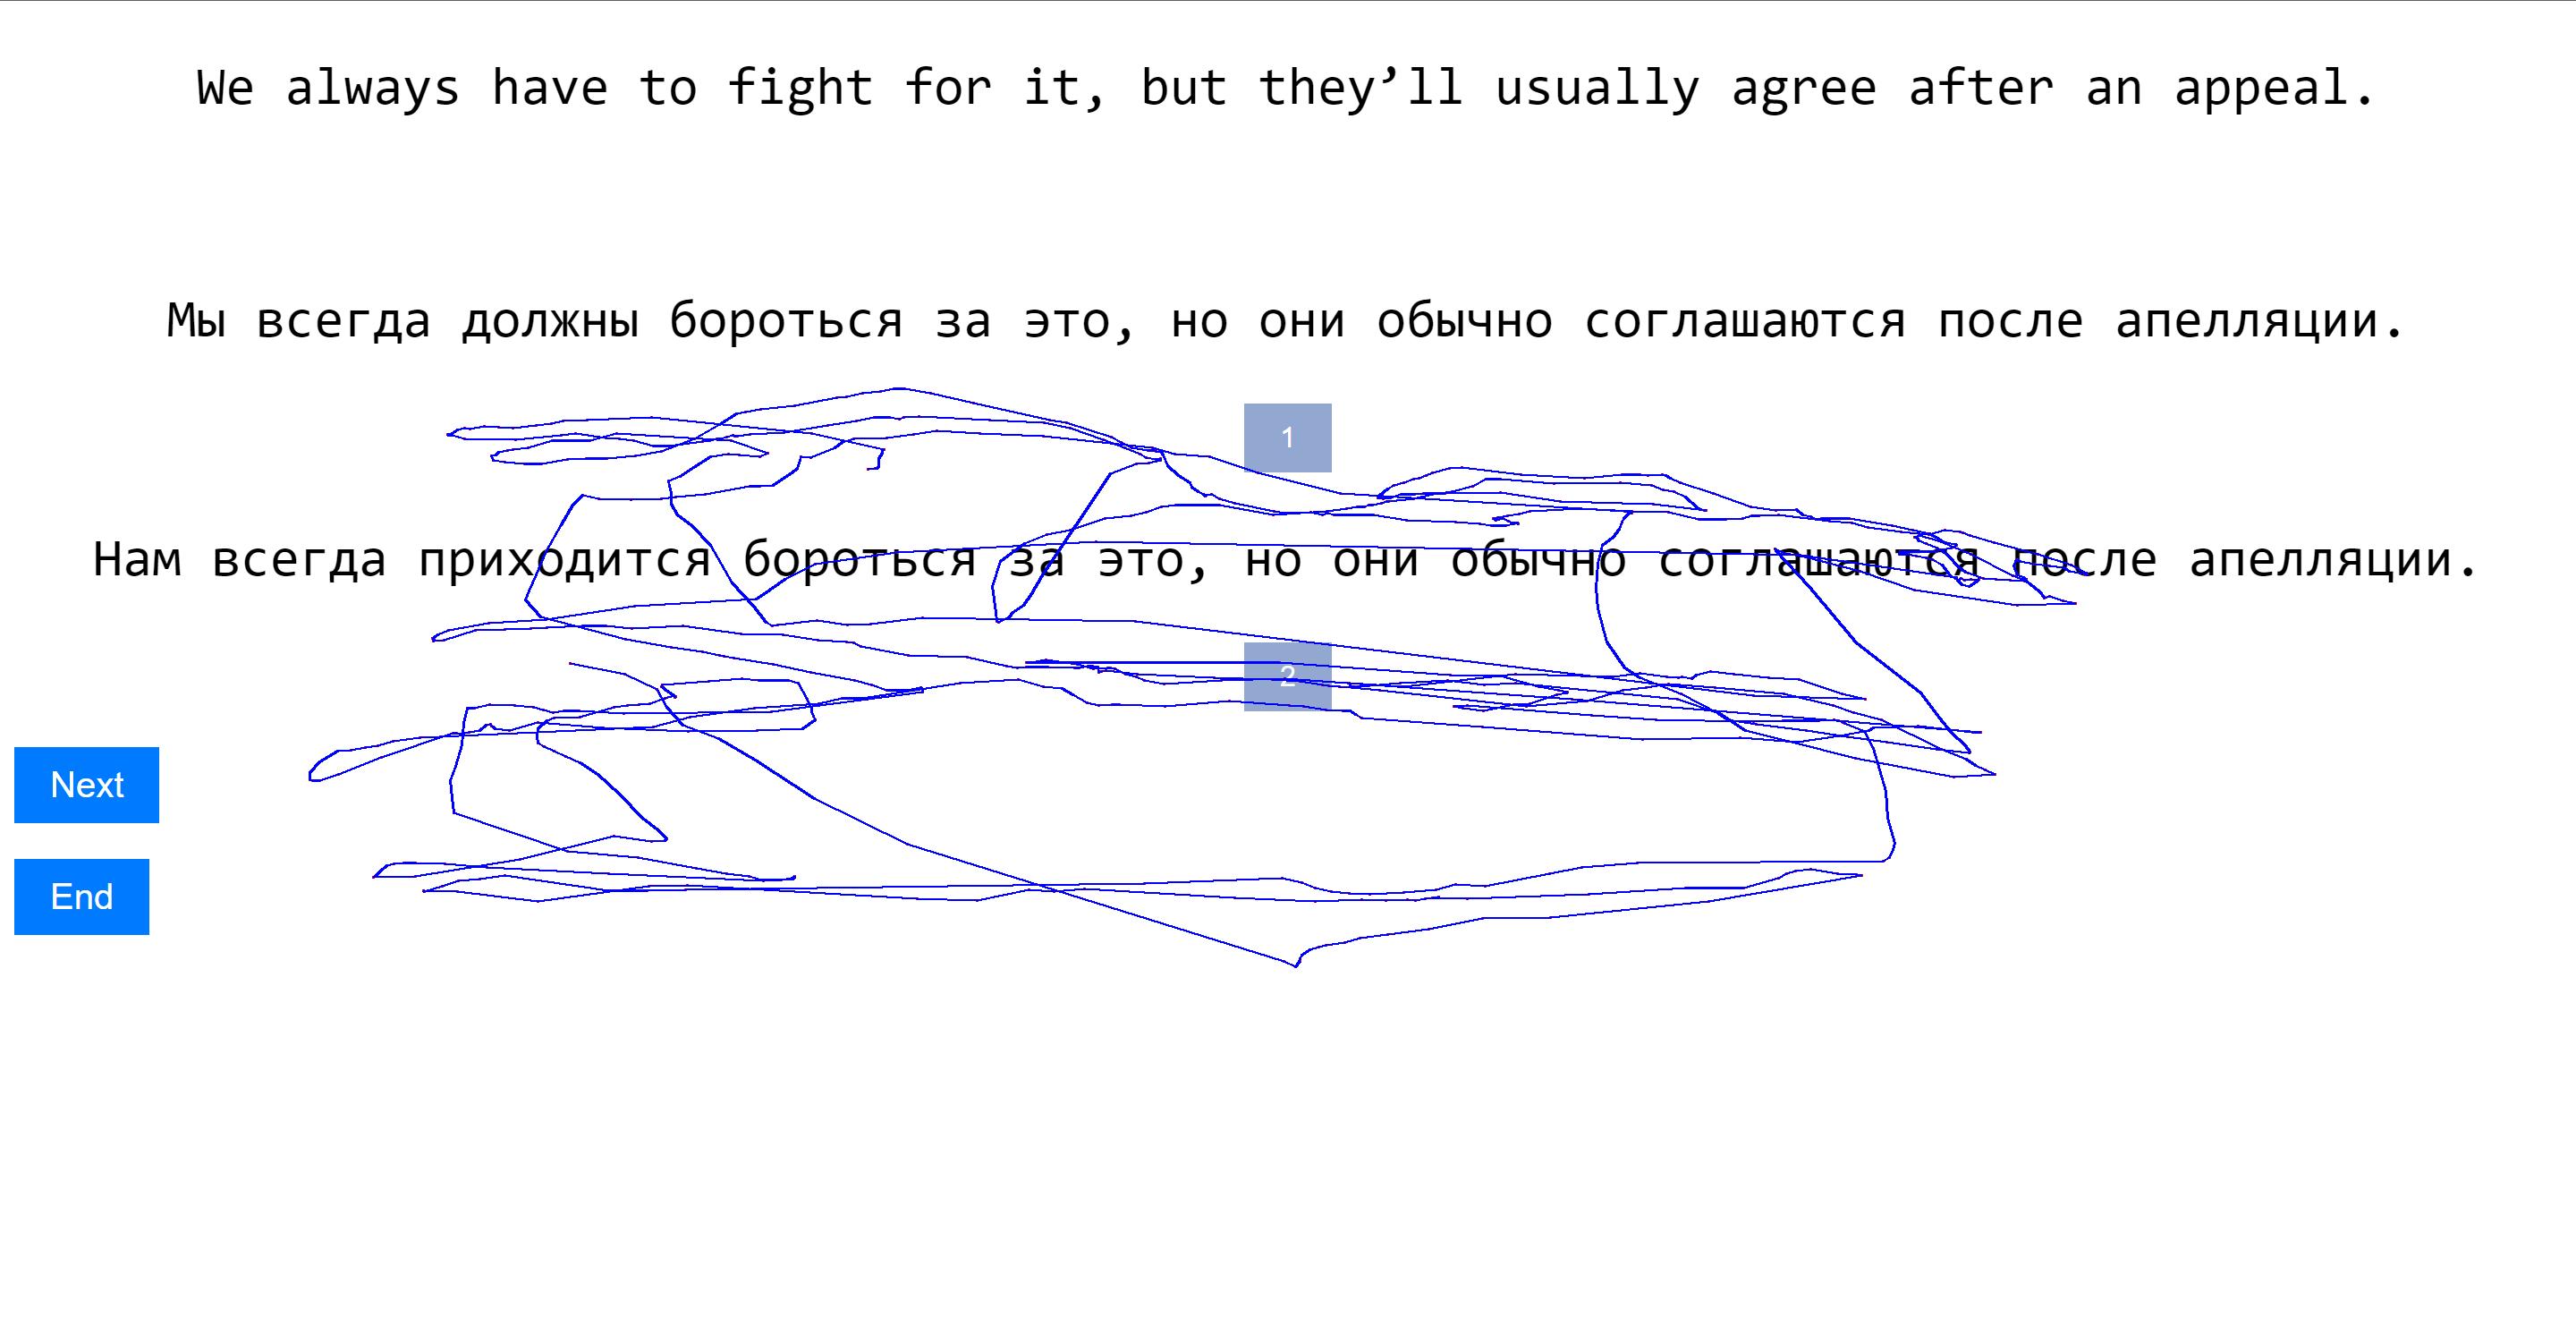 We always have to fight for it, but they’ll usually agree after an appeal.
Мы всегда должны бороться за это, но они обычно соглашаются после апелляции.
1
Нам всегда приходится бороться за это, но они обычно соглашаются после апелляции.
2
Next
End